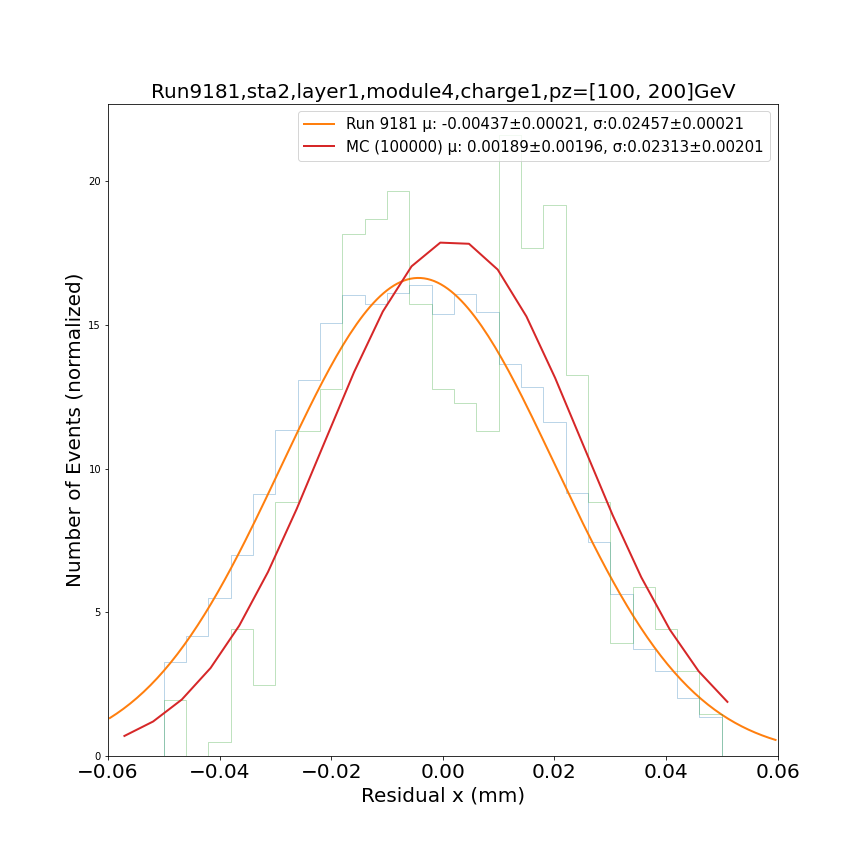 Run9181,sta2,layer1,module4,charge1,pz=[100, 200]GeV
Run 9181 μ: -0.00437±0.00021, σ:0.02457±0.00021
MC (100000) μ: 0.00189±0.00196, σ:0.02313±0.00201
Number of Events (normalized)
20
15
10
5
0
−0.06 −0.04 −0.02 0.00 0.02 0.04 0.06
Residual x (mm)